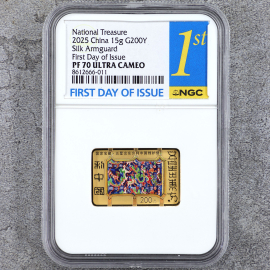 National Treasure
2025 China 15g G200Y
Silk Armguard
First Day of Issue
PF 70 ULTRA CAMEO
8612666-011
1st
FIRST DAY OF ISSUE
NGC
200